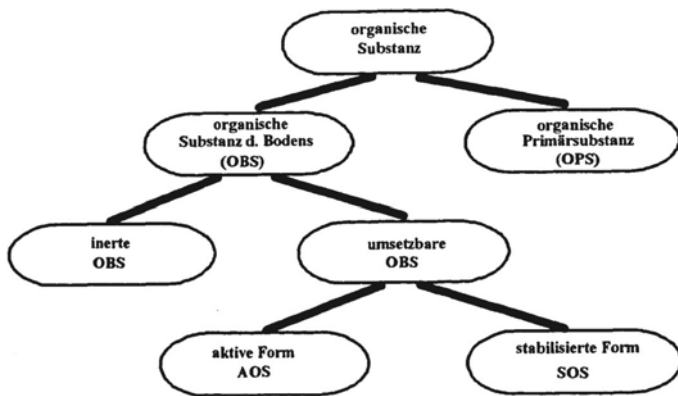 organische
Substanz
organische
Substanz d. Bodens
(OBS)
organische
Primärsubstanz
(OPS)
inerte
OBS
umsetzbare
OBS
aktive Form
AOS
stabilisierte Form
SOS